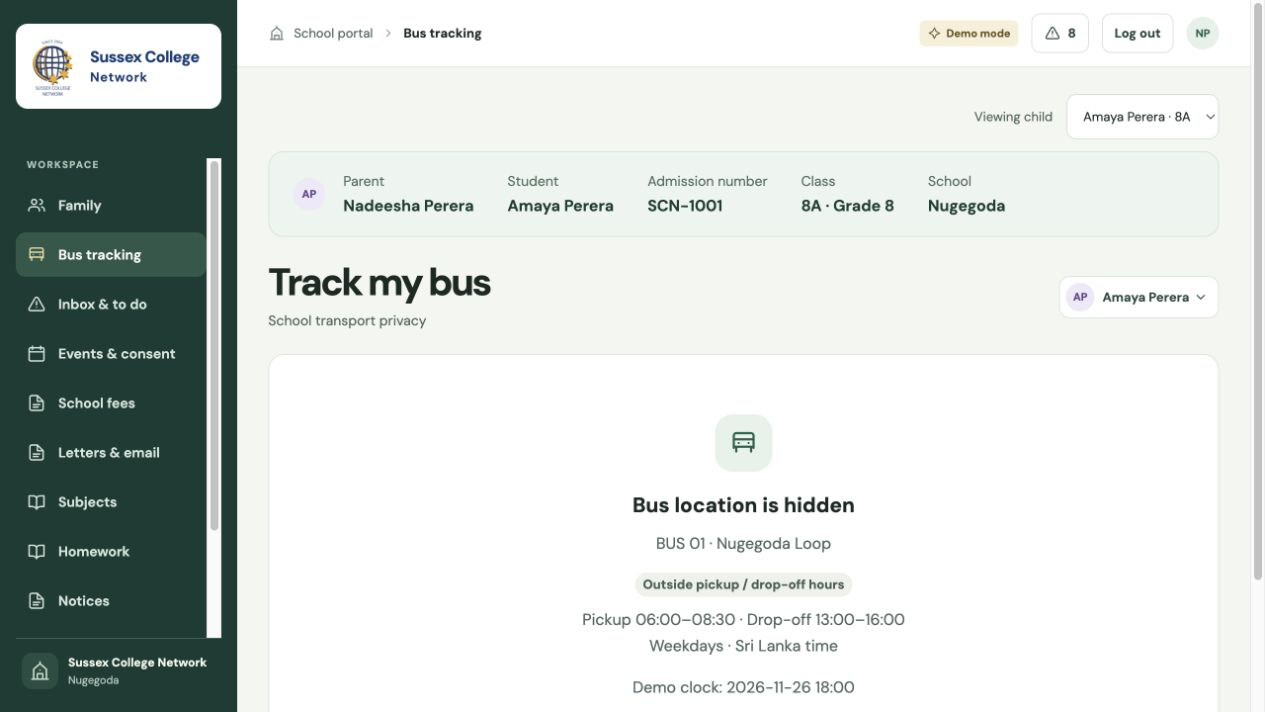 SINCE 1984
SUSSEX COLLEGE
NETWORK
Sussex College
Network
WORKSPACE
Family
Bus tracking
Inbox & to do
Events & consent
School fees
Letters & email
Subjects
Homework
Notices
Sussex College Network
Nugegoda
School portal > Bus tracking
Demo mode
8
Log out
NP
Viewing child
Amaya Perera · 8A
AP
Parent
Nadeesha Perera
Student
Amaya Perera
Admission number
SCN-1001
Class
8A · Grade 8
School
Nugegoda
Track my bus
School transport privacy
AP
Amaya Perera
Bus location is hidden
BUS 01 · Nugegoda Loop
Outside pickup / drop-off hours
Pickup 06:00–08:30 · Drop-off 13:00–16:00
Weekdays · Sri Lanka time
Demo clock: 2026-11-26 18:00